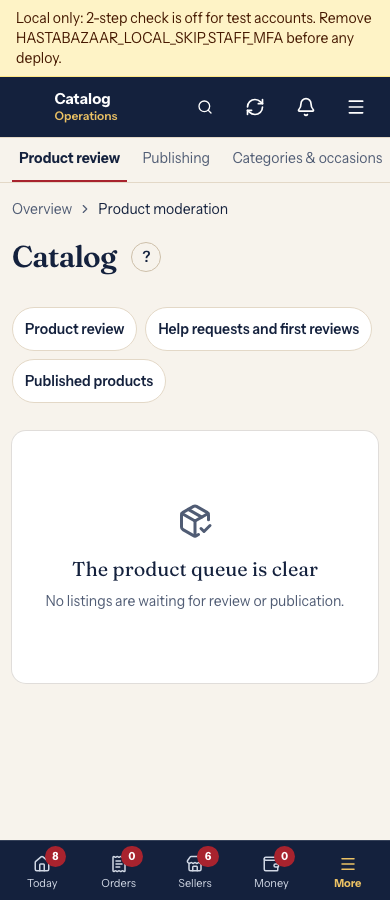 Local only: 2-step check is off for test accounts. Remove
HASTABAZAAR_LOCAL_SKIP_STAFF_MFA before any
deploy.
Catalog
Operations
Product review
Publishing
Categories & occasions
Overview > Product moderation
Catalog ?
Product review
Help requests and first reviews
Published products
The product queue is clear
No listings are waiting for review or publication.
8
0
6
0
Today
Orders
Sellers
Money
More